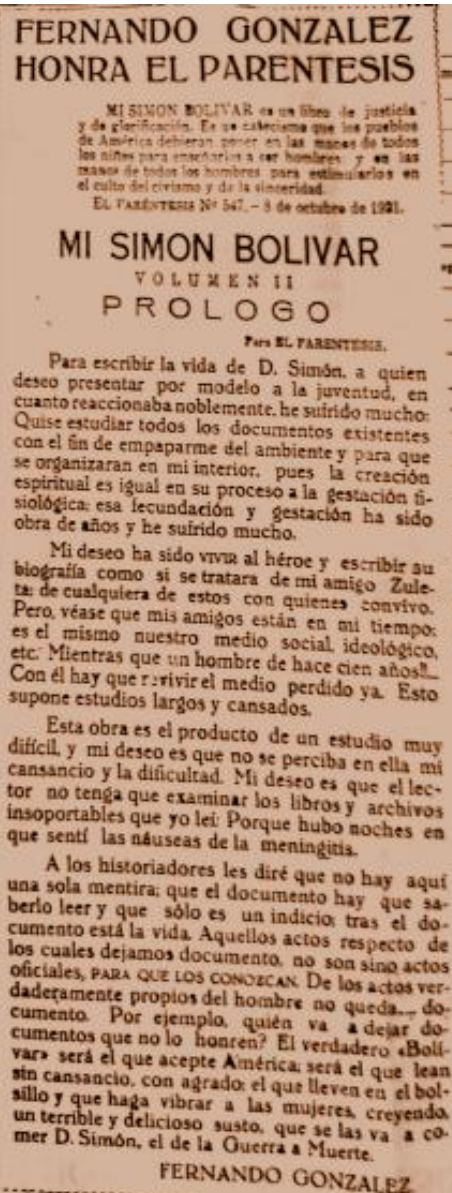 FERNANDO GONZALEZ
HONRA EL PARENTESIS
MI SIMON BOLIVAR es un libro de justicia
y de glorificación. Es un catecismo que los pueblos
de América debieran poner en las manos de todos
los niños para enseñarlos a ser hombres y en las
manos de todos los hombres para estimularlos en
el culto del civismo y de la sinceridad.
EL PARÉNTESIS Nº 547. – 8 de octubre de 1931.
MI SIMON BOLIVAR
VOLUMEN II
PROLOGO
Para EL PARENTESIS.
Para escribir la vida de D. Simón, a quien
deseo presentar por modelo a la juventud, en
cuanto reaccionaba noblemente, he sufrido mucho:
Quise estudiar todos los documentos existentes
con el fin de empaparme del ambiente y para que
se organizaran en mi interior, pues la creación
espiritual es igual en su proceso a la gestación fi-
siológica: esa fecundación y gestación ha sido
obra de años y he sufrido mucho.
Mi deseo ha sido VIVIR al héroe y escribir su
biografía como si se tratara de mi amigo Zule-
ta: de cualquiera de estos con quienes convivo.
Pero, véase que mis amigos están en mi tiempo:
es el mismo nuestro medio social, ideológico,
etc. Mientras que un hombre de hace cien años!!...
Con él hay que revivir el medio perdido ya. Esto
supone estudios largos y cansados.
Esta obra es el producto de un estudio muy
difícil, y mi deseo es que no se perciba en ella mi
cansancio y la dificultad. Mi deseo es que el lec-
tor no tenga que examinar los libros y archivos
insoportables que yo leí: Porque hubo noches en
que sentí las náuseas de la meningitis.
A los historiadores les diré que no hay aquí
una sola mentira; que el documento hay que sa-
berlo leer y que sólo es un indicio; tras el do-
cumento está la vida. Aquellos actos respecto de
los cuales dejamos documento, no son sino actos
oficiales, PARA QUE LOS CONOZCAN. De los actos ver-
daderamente propios del hombre no queda.... do-
cumento. Por ejemplo, quién va a dejar do-
cumentos que no lo honren? El verdadero «Bolí-
var» será el que acepte América; será el que lean
sin cansancio, con agrado; el que lleven en el bol-
sillo y que haga vibrar a las mujeres, creyendo,
un terrible y delicioso susto, que se las va a co-
mer D. Simón, el de la Guerra a Muerte.
FERNANDO GONZALEZ